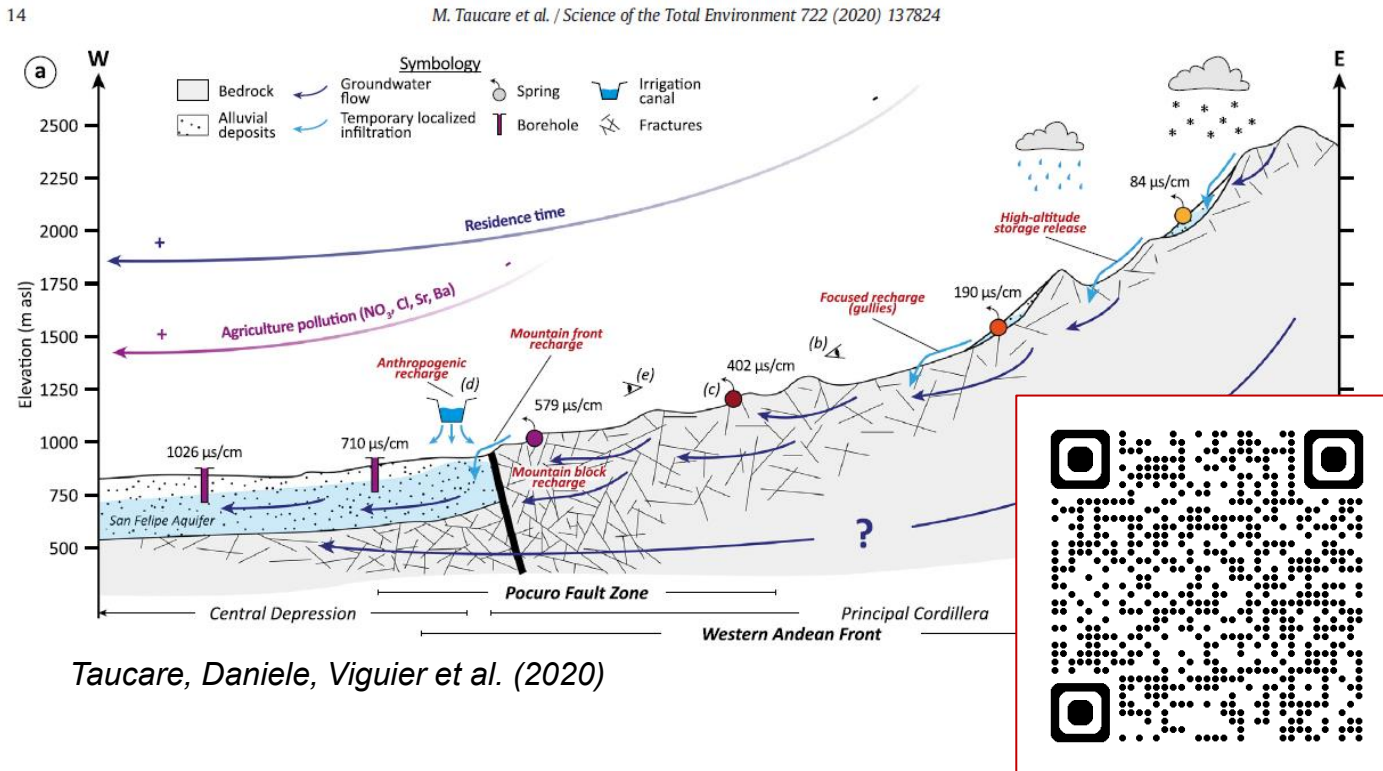 14
M. Taucare et al. / Science of the Total Environment 722 (2020) 137824
a
W
E
Symbology
Bedrock
Groundwater
flow
Spring
Irrigation
canal
Alluvial
deposits
Temporary localized
infiltration
Borehole
Fractures
Elevation (m asl)
2500
2250
2000
1750
1500
1250
1000
750
500
-
Residence time
+
-
Agriculture pollution (NO₃, Cl, Sr, Ba)
+
84 µs/cm
High-altitude
storage release
190 µs/cm
Focused recharge
(gullies)
(b)
402 µs/cm
(c)
(e)
Mountain front
recharge
Anthropogenic
recharge
(d)
579 µs/cm
710 µs/cm
1026 µs/cm
Mountain block
recharge
San Felipe Aquifer
?
Pocuro Fault Zone
Central Depression
Principal Cordillera
Western Andean Front
Taucare, Daniele, Viguier et al. (2020)